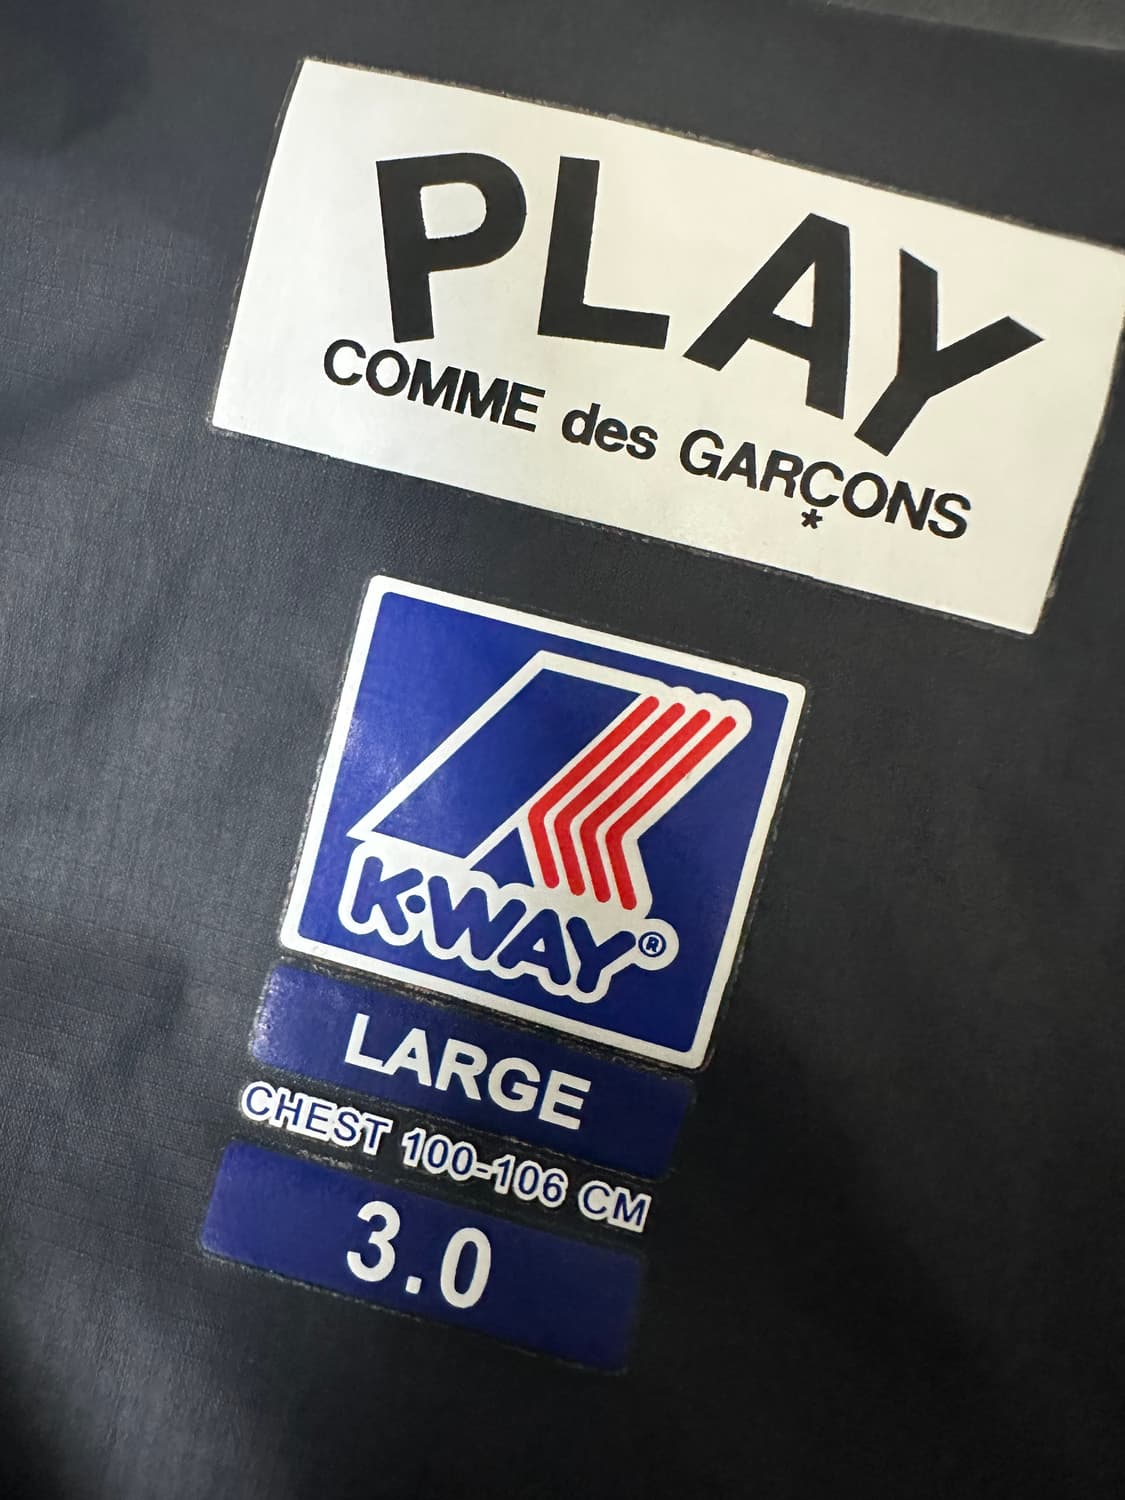 PLAY
COMME des GARÇONS
*
K·WAY®
LARGE
CHEST 100-106 CM
3.0